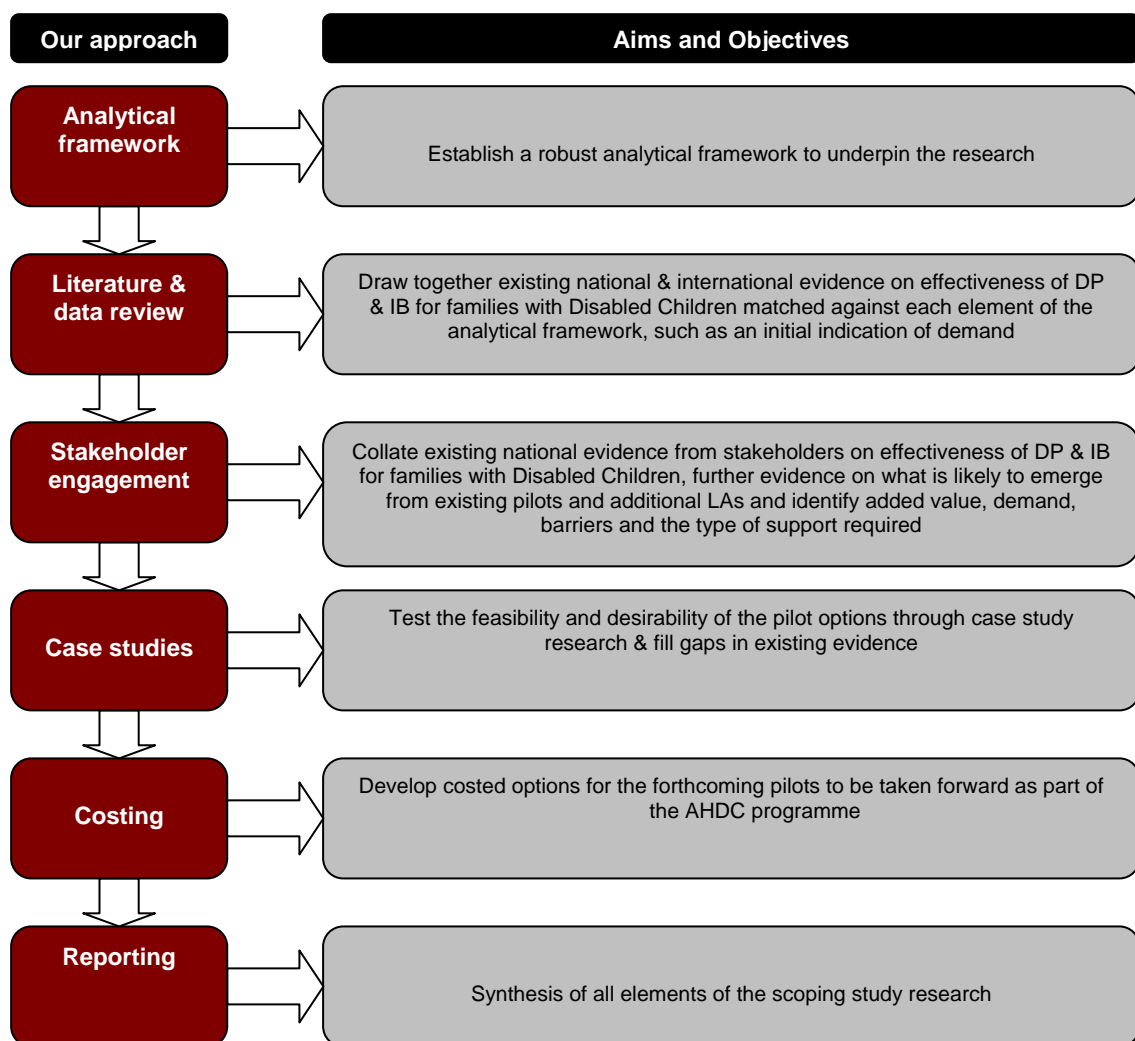 Our approach
Aims and Objectives
Analytical
framework
Establish a robust analytical framework to underpin the research
Literature &
data review
Draw together existing national & international evidence on effectiveness of DP
& IB for families with Disabled Children matched against each element of the
analytical framework, such as an initial indication of demand
Stakeholder
engagement
Collate existing national evidence from stakeholders on effectiveness of DP & IB
for families with Disabled Children, further evidence on what is likely to emerge
from existing pilots and additional LAs and identify added value, demand,
barriers and the type of support required
Case studies
Test the feasibility and desirability of the pilot options through case study
research & fill gaps in existing evidence
Costing
Develop costed options for the forthcoming pilots to be taken forward as part of
the AHDC programme
Reporting
Synthesis of all elements of the scoping study research